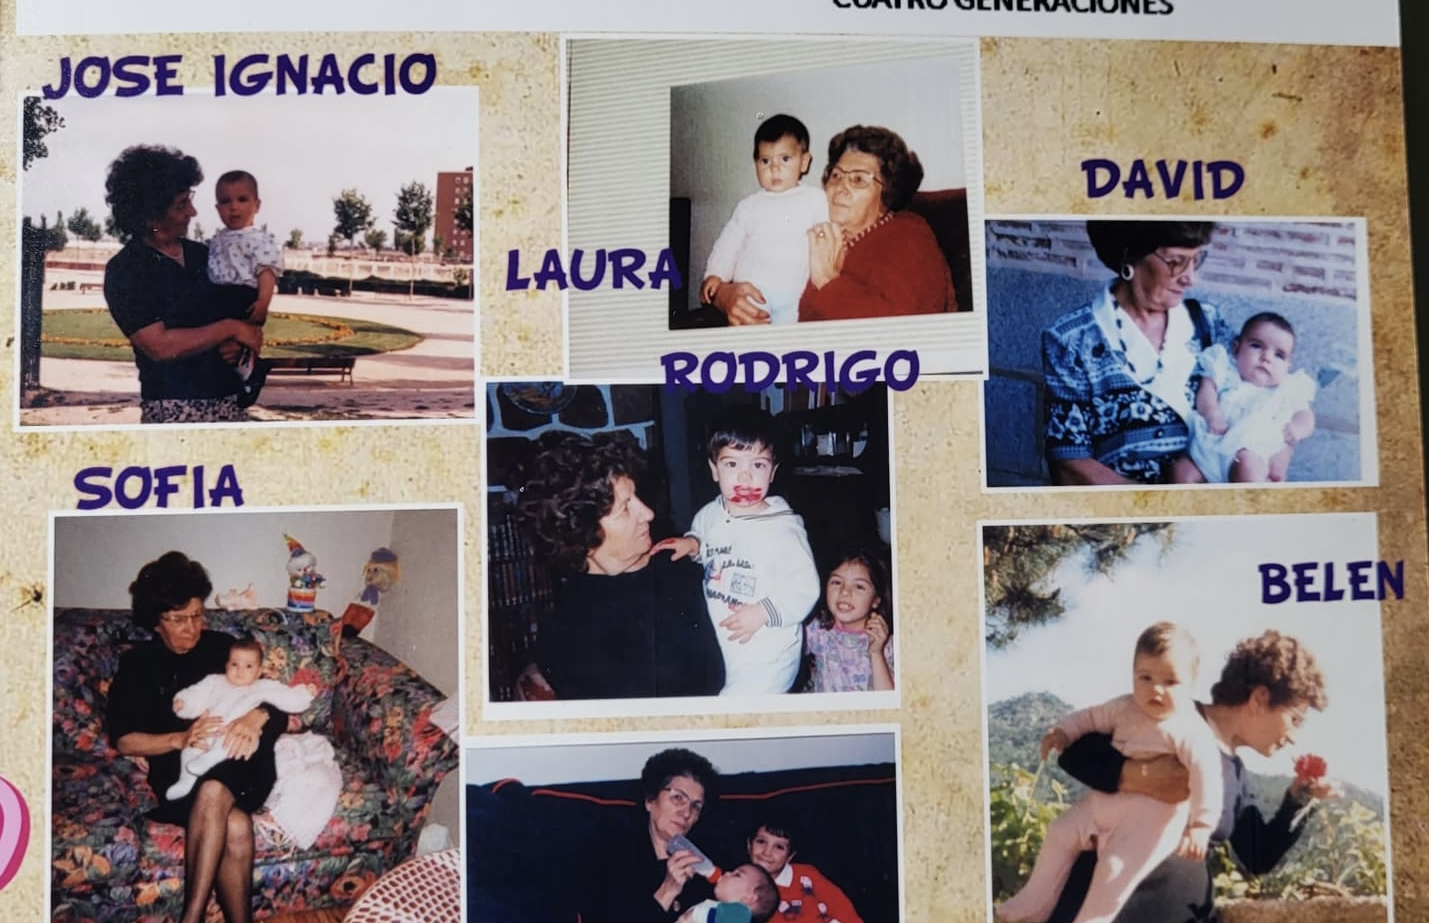 CUATRO GENERACIONES
JOSE IGNACIO
LAURA
DAVID
RODRIGO
SOFIA
BELEN